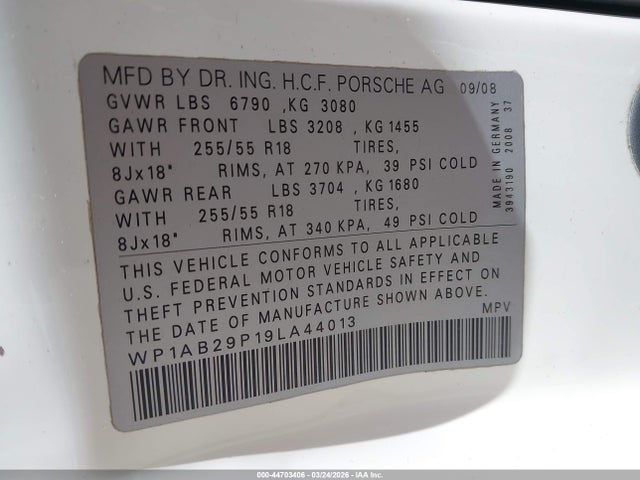 MFD BY DR. ING. H.C.F. PORSCHE AG 09/08
GVWR LBS 6790 , KG 3080
GAWR FRONT LBS 3208 , KG 1455
WITH 255/55 R18 TIRES,
8Jx18" RIMS, AT 270 KPA, 39 PSI COLD
GAWR REAR LBS 3704 , KG 1680
WITH 255/55 R18 TIRES,
8Jx18" RIMS, AT 340 KPA, 49 PSI COLD
THIS VEHICLE CONFORMS TO ALL APPLICABLE
U.S. FEDERAL MOTOR VEHICLE SAFETY AND
THEFT PREVENTION STANDARDS IN EFFECT ON
THE DATE OF MANUFACTURE SHOWN ABOVE.
WP1AB29P19LA44013 MPV
MADE IN GERMANY
3943190 2008 37
000-44703406 - 03/24/2026 - IAA Inc.